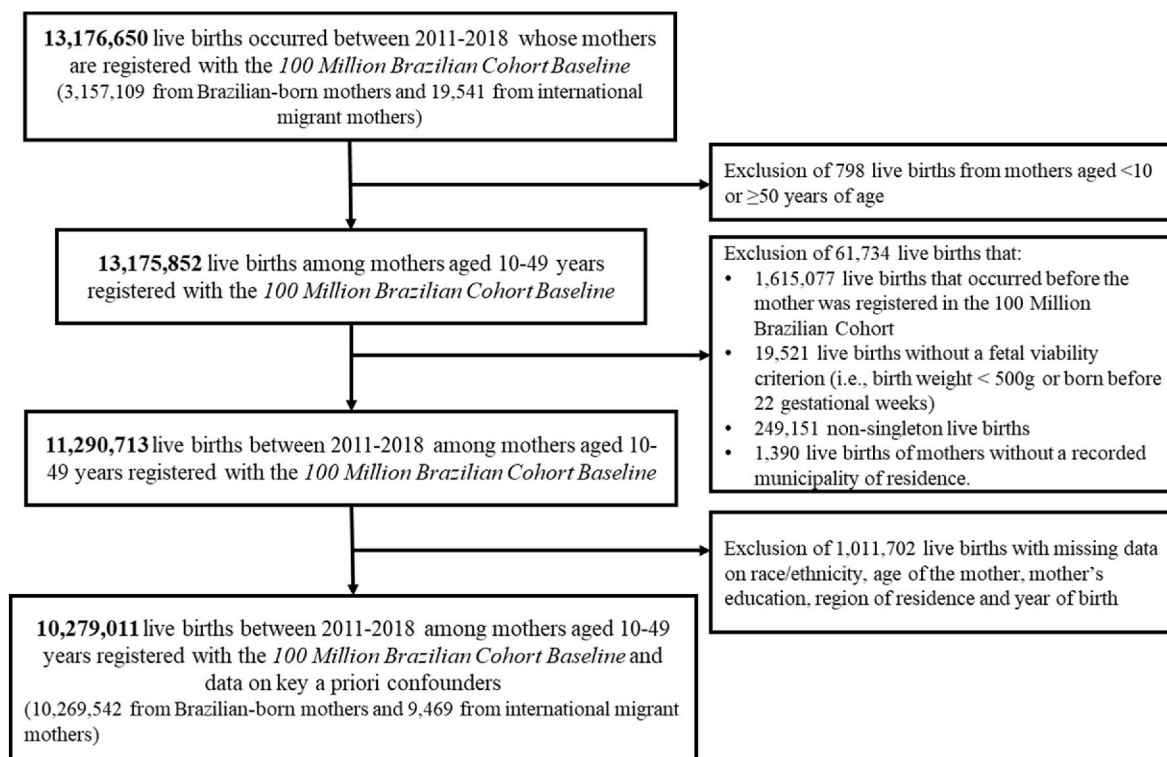 13,176,650 live births occurred between 2011-2018 whose mothers
are registered with the 100 Million Brazilian Cohort Baseline
(3,157,109 from Brazilian-born mothers and 19,541 from international
migrant mothers)
Exclusion of 798 live births from mothers aged <10
or ≥50 years of age
13,175,852 live births among mothers aged 10-49 years
registered with the 100 Million Brazilian Cohort Baseline
Exclusion of 61,734 live births that:
• 1,615,077 live births that occurred before the
mother was registered in the 100 Million
Brazilian Cohort
• 19,521 live births without a fetal viability
criterion (i.e., birth weight < 500g or born before
22 gestational weeks)
• 249,151 non-singleton live births
• 1,390 live births of mothers without a recorded
municipality of residence.
11,290,713 live births between 2011-2018 among mothers aged 10-
49 years registered with the 100 Million Brazilian Cohort Baseline
Exclusion of 1,011,702 live births with missing data
on race/ethnicity, age of the mother, mother's
education, region of residence and year of birth
10,279,011 live births between 2011-2018 among mothers aged 10-49
years registered with the 100 Million Brazilian Cohort Baseline and
data on key a priori confounders
(10,269,542 from Brazilian-born mothers and 9,469 from international migrant
mothers)